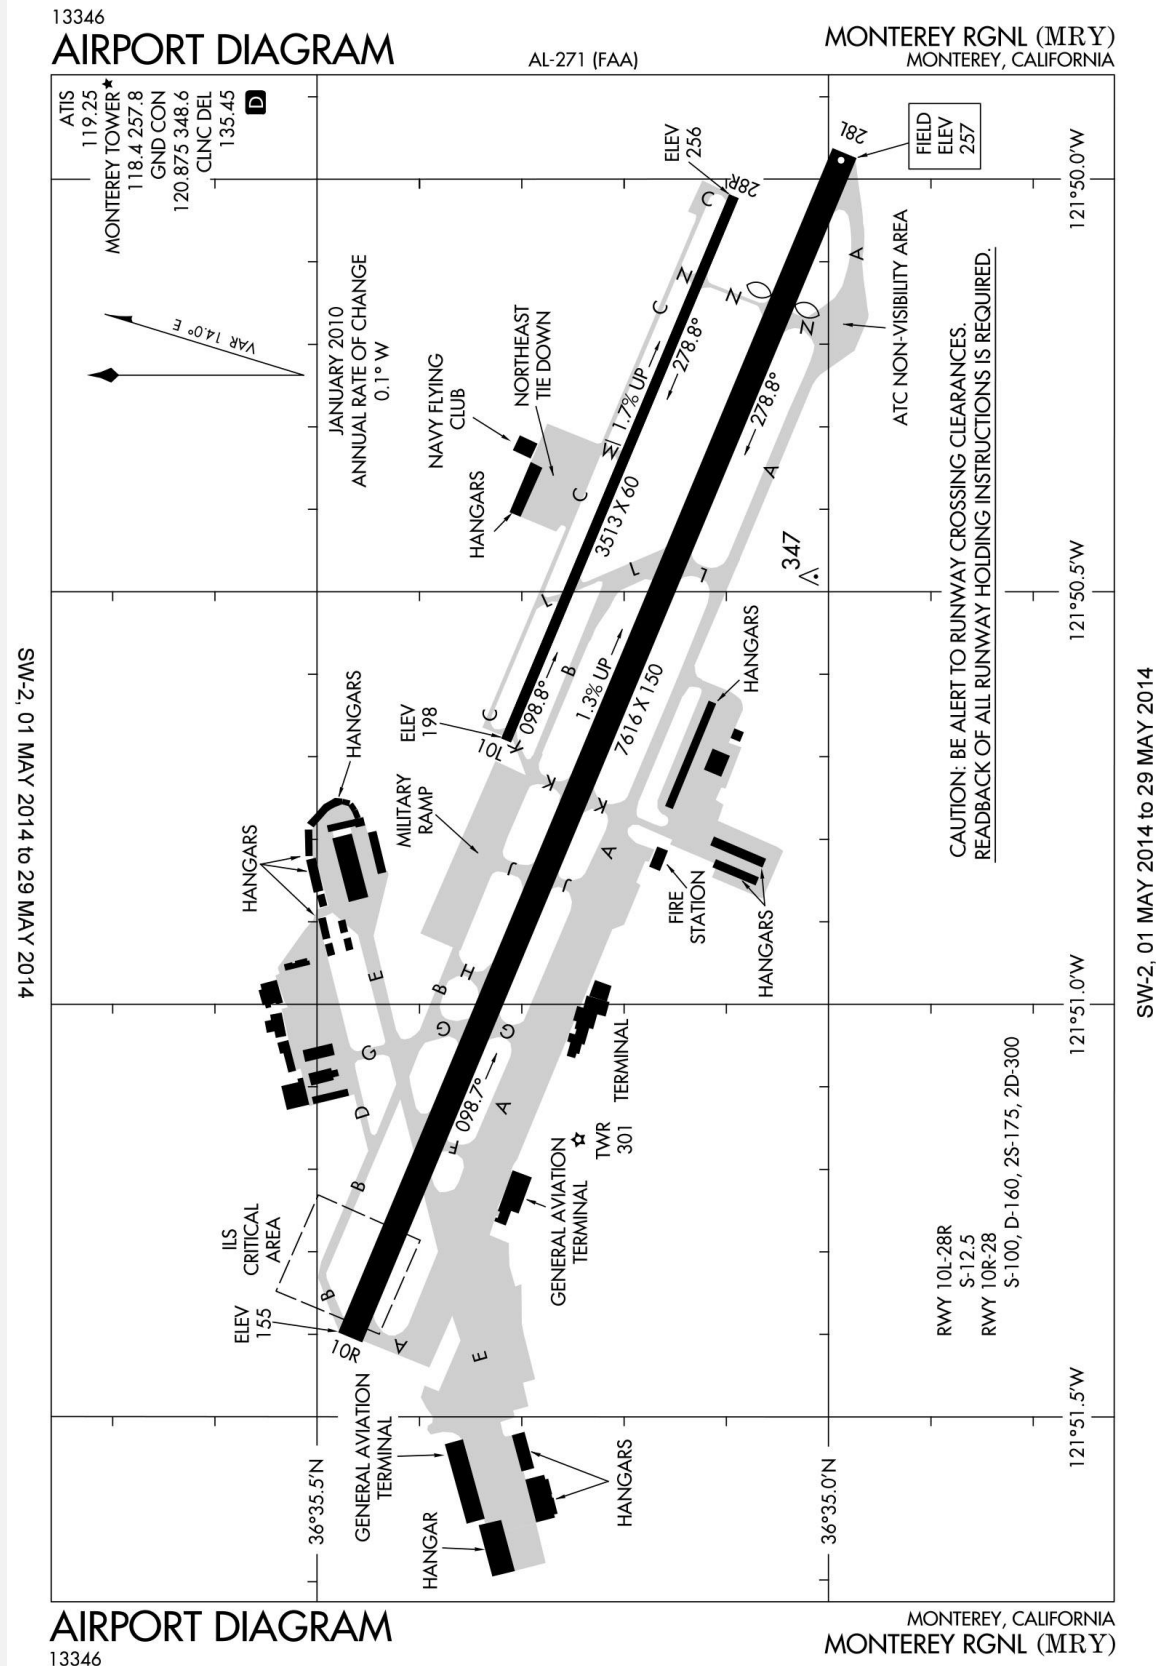 13346
AIRPORT DIAGRAM
AL-271 (FAA)
MONTEREY RGNL (MRY)
MONTEREY, CALIFORNIA
ATIS
119.25
MONTEREY TOWER★
118.4 257.8
GND CON
120.875 348.6
CLNC DEL
135.45
D
VAR 14.0° E
JANUARY 2010
ANNUAL RATE OF CHANGE
0.1° W
ELEV
256
28R
28L
FIELD
ELEV
257
121°50.0'W
C
N
C
N
N
A
ATC NON-VISIBILITY AREA
NORTHEAST
TIE DOWN
NAVY FLYING
CLUB
HANGARS
278.8°
1.7% UP
M
C
3513 X 60
278.8°
A
347
L
L
L
121°50.5'W
CAUTION: BE ALERT TO RUNWAY CROSSING CLEARANCES.
READBACK OF ALL RUNWAY HOLDING INSTRUCTIONS IS REQUIRED.
HANGARS
ELEV
198
C
10L
K
098.8°
B
1.3% UP
7616 X 150
HANGARS
HANGARS
MILITARY
RAMP
K
K
J
J
A
FIRE
STATION
HANGARS
E
B
H
G
G
G
D
121°51.0'W
TERMINAL
098.7°
F
A
TWR
301
GENERAL AVIATION
TERMINAL
B
ILS
CRITICAL
AREA
B
ELEV
155
10R
A
E
RWY 10L-28R
S-12.5
RWY 10R-28
S-100, D-160, 2S-175, 2D-300
121°51.5'W
GENERAL AVIATION
TERMINAL
HANGARS
HANGAR
36°35.5'N
36°35.0'N
SW-2, 01 MAY 2014 to 29 MAY 2014
SW-2, 01 MAY 2014 to 29 MAY 2014
AIRPORT DIAGRAM
13346
MONTEREY, CALIFORNIA
MONTEREY RGNL (MRY)